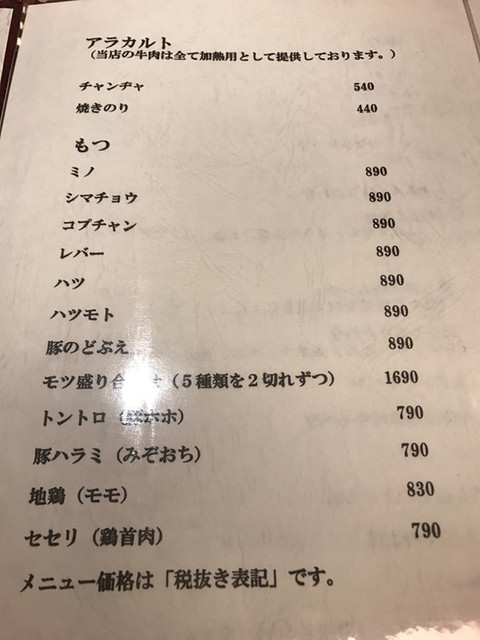 アラカルト
（当店の牛肉は全て加熱用として提供しております。）
チャンヂャ 540
焼きのり 440
もつ
ミノ 890
シマチョウ 890
コプチャン 890
レバー 890
ハツ 890
ハツモト 890
豚のどぶえ 890
モツ盛り合 （５種類を２切れずつ） 1690
トントロ（ ホホ） 790
豚ハラミ（みぞおち） 790
地鶏（モモ） 830
セセリ（鶏首肉） 790
メニュー価格は「税抜き表記」です。